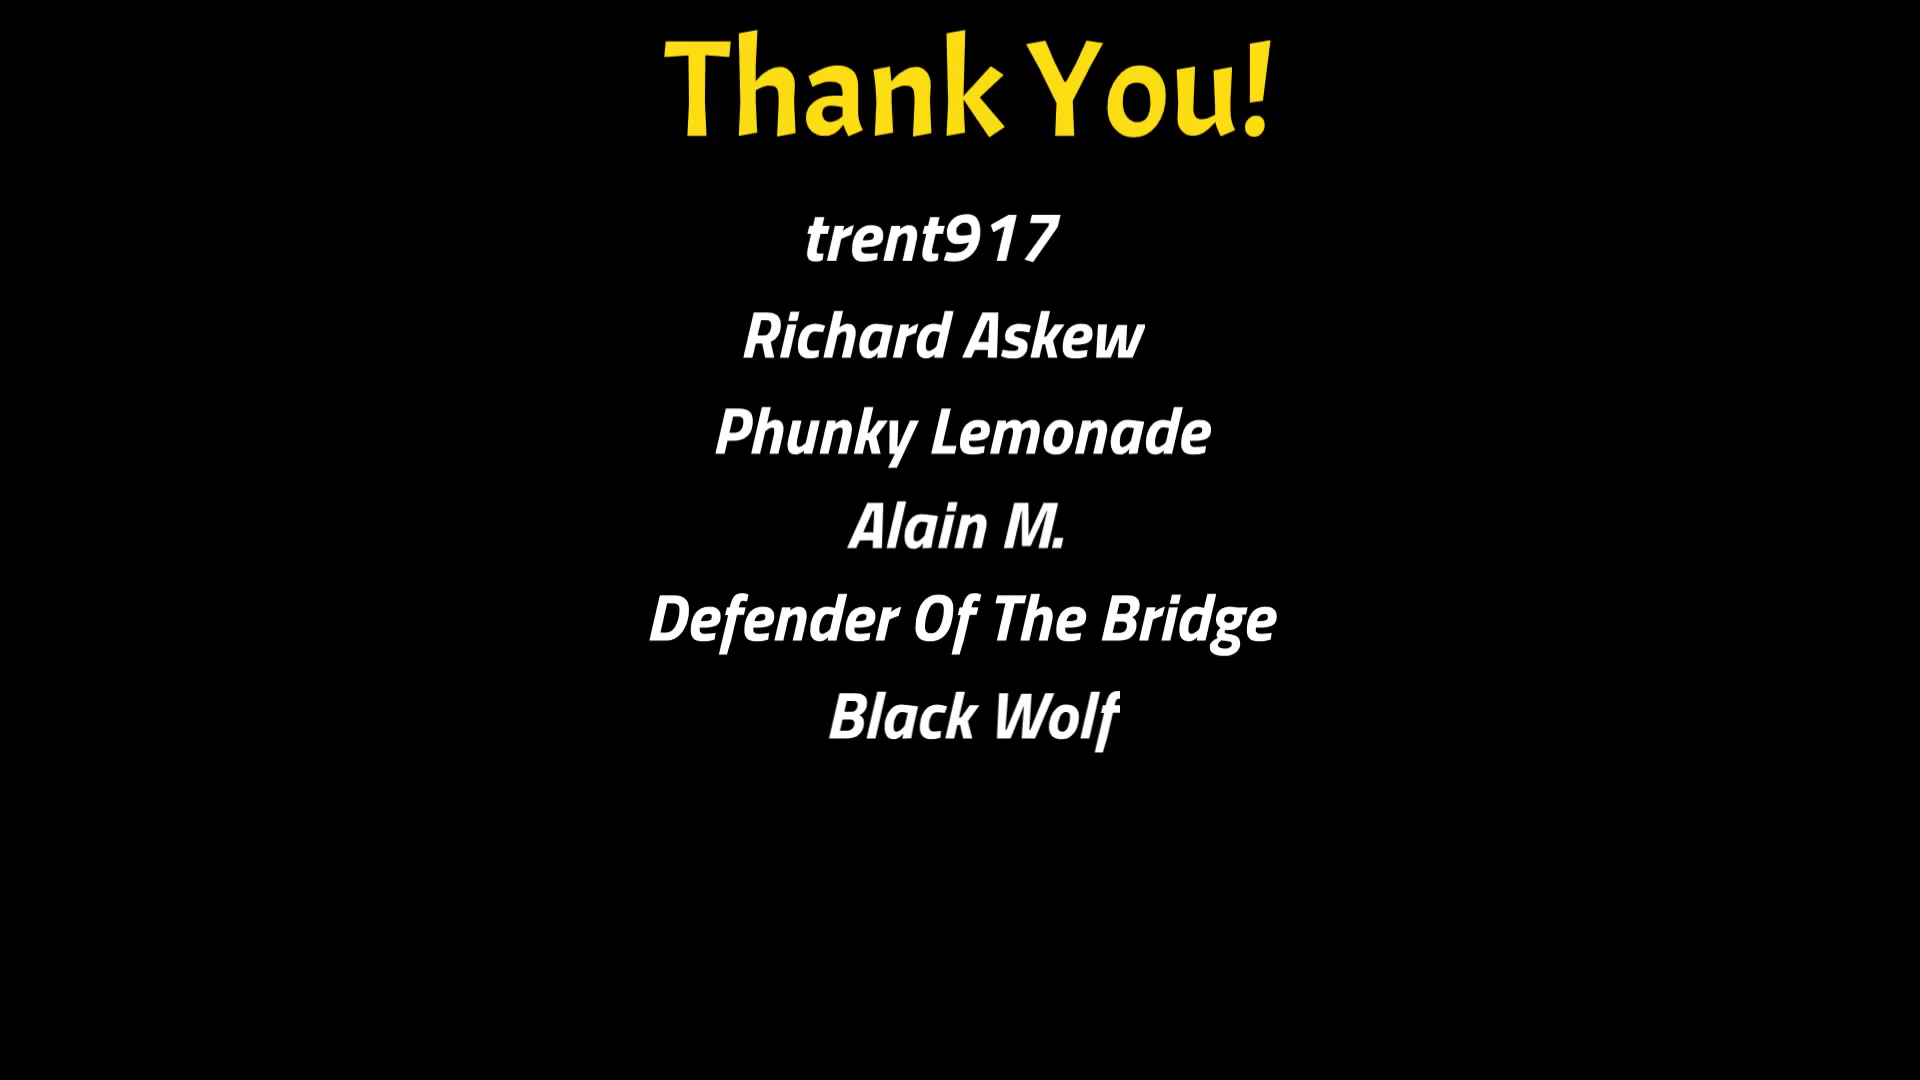 Thank You!
trent917
Richard Askew
Phunky Lemonade
Alain M.
Defender Of The Bridge
Black Wolf